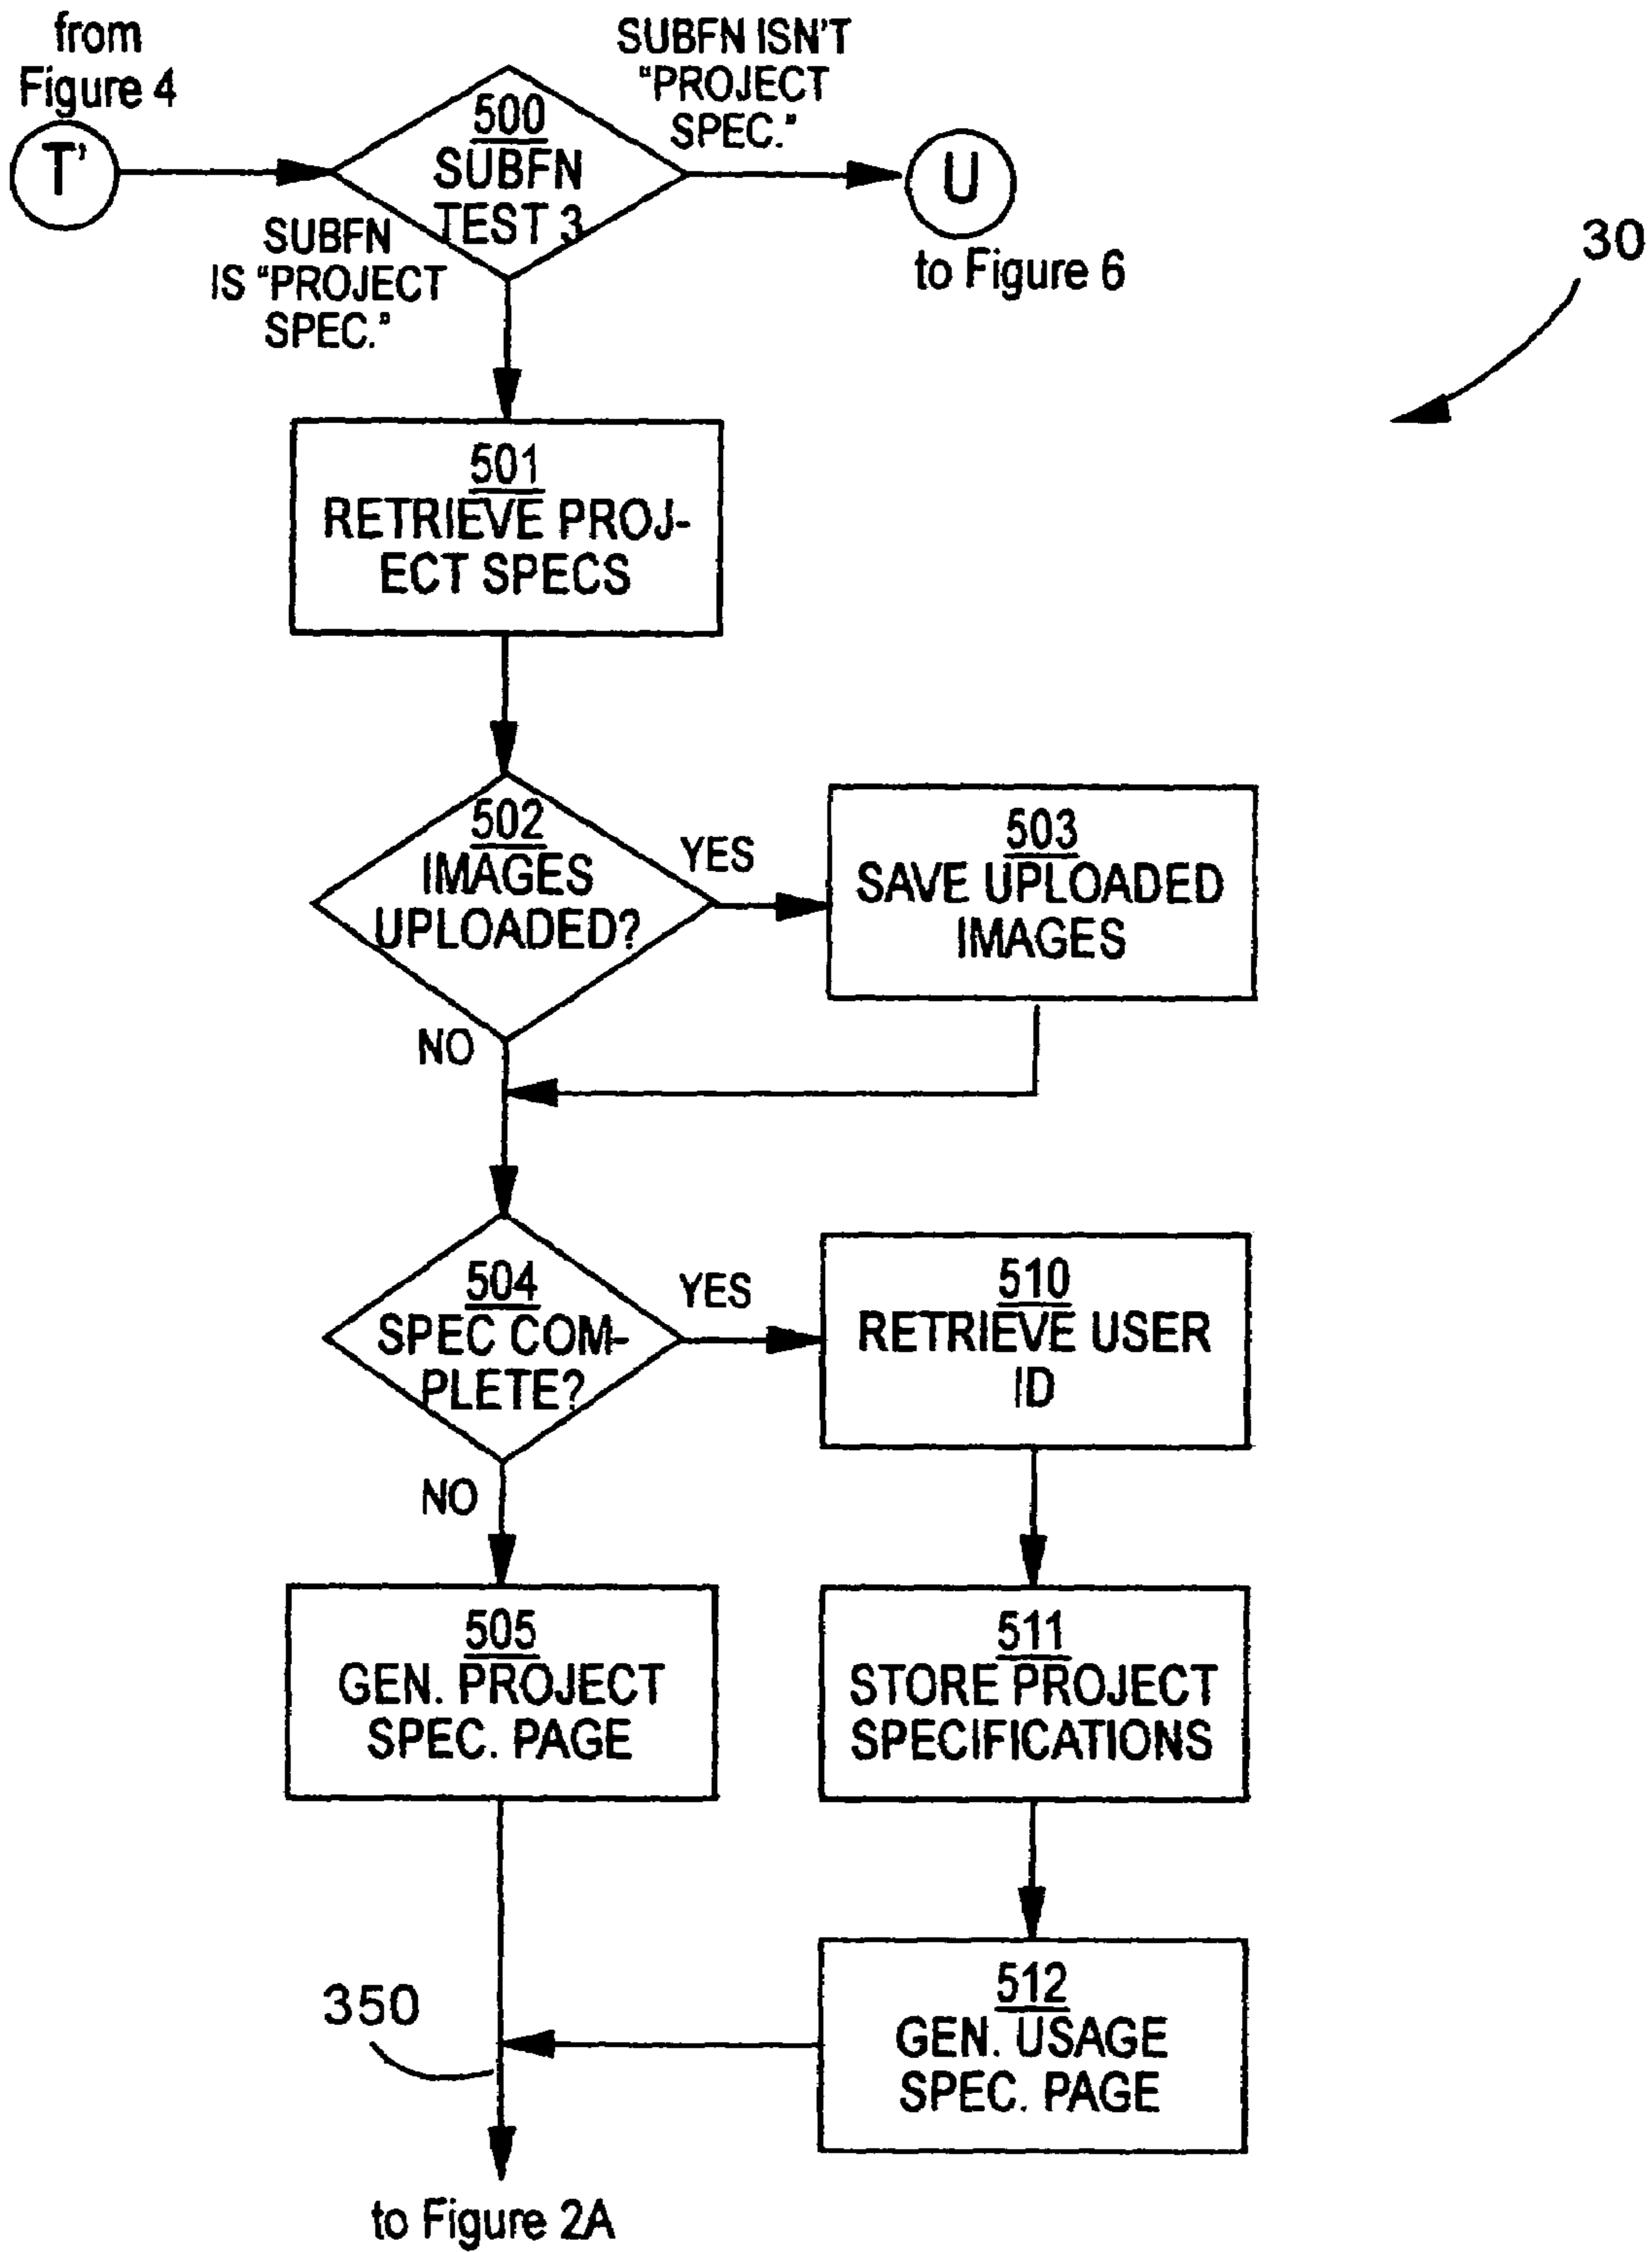 from
Figure 4
T'
500
SUBFN
TEST 3
SUBFN ISN'T
"PROJECT
SPEC."
U
to Figure 6
30
SUBFN
IS "PROJECT
SPEC."
501
RETRIEVE PROJ-
ECT SPECS
502
IMAGES
UPLOADED?
YES
503
SAVE UPLOADED
IMAGES
NO
504
SPEC COM-
PLETE?
YES
510
RETRIEVE USER
ID
NO
505
GEN. PROJECT
SPEC. PAGE
511
STORE PROJECT
SPECIFICATIONS
512
GEN. USAGE
SPEC. PAGE
350
to Figure 2A